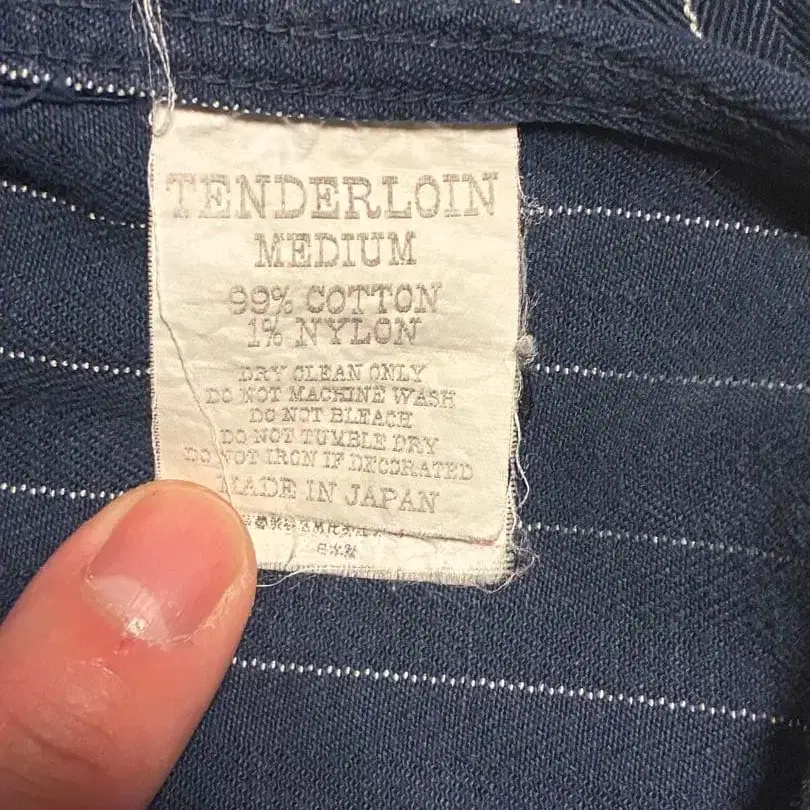 TENDERLOIN
MEDIUM
99% COTTON
1% NYLON
DRY CLEAN ONLY
DO NOT MACHINE WASH
DO NOT BLEACH
DO NOT TUMBLE DRY
DO NOT IRON IF DECORATED
MADE IN JAPAN